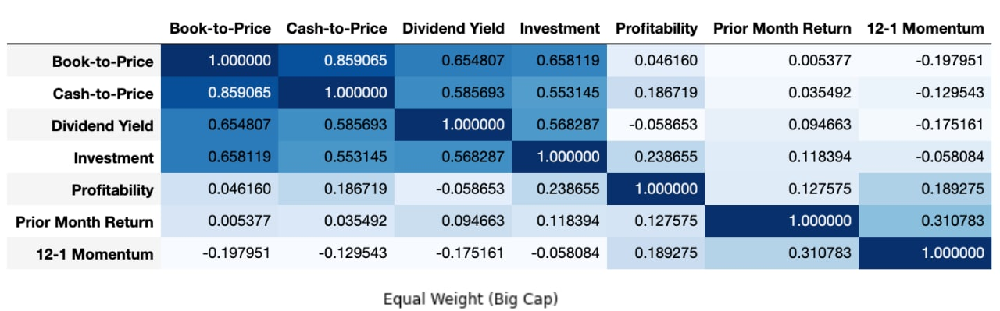 Book-to-Price Cash-to-Price Dividend Yield Investment Profitability Prior Month Return 12-1 Momentum
Book-to-Price 1.000000 0.859065 0.654807 0.658119 0.046160 0.005377 -0.197951
Cash-to-Price 0.859065 1.000000 0.585693 0.553145 0.186719 0.035492 -0.129543
Dividend Yield 0.654807 0.585693 1.000000 0.568287 -0.058653 0.094663 -0.175161
Investment 0.658119 0.553145 0.568287 1.000000 0.238655 0.118394 -0.058084
Profitability 0.046160 0.186719 -0.058653 0.238655 1.000000 0.127575 0.189275
Prior Month Return 0.005377 0.035492 0.094663 0.118394 0.127575 1.000000 0.310783
12-1 Momentum -0.197951 -0.129543 -0.175161 -0.058084 0.189275 0.310783 1.000000
Equal Weight (Big Cap)